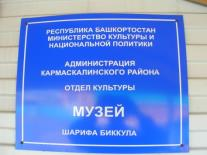 РЕСПУБЛИКА БАШКОРТОСТАН
МИНИСТЕРСТВО КУЛЬТУРЫ И
НАЦИОНАЛЬНОЙ ПОЛИТИКИ
АДМИНИСТРАЦИЯ
КАРМАСКАЛИНСКОГО РАЙОНА
ОТДЕЛ КУЛЬТУРЫ
МУЗЕЙ
ШАРИФА БИККУЛА